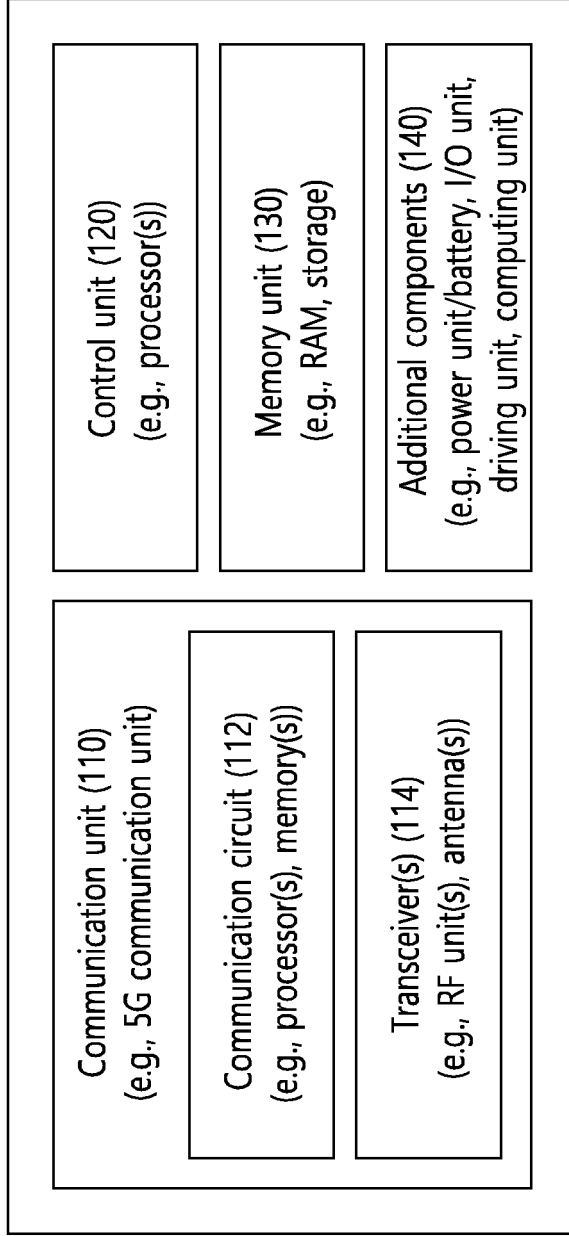 Communication unit (110)
(e.g., 5G communication unit)
Communication circuit (112)
(e.g., processor(s), memory(s))
Transceiver(s) (114)
(e.g., RF unit(s), antenna(s))
Control unit (120)
(e.g., processor(s))
Memory unit (130)
(e.g., RAM, storage)
Additional components (140)
(e.g., power unit/battery, I/O unit,
driving unit, computing unit)